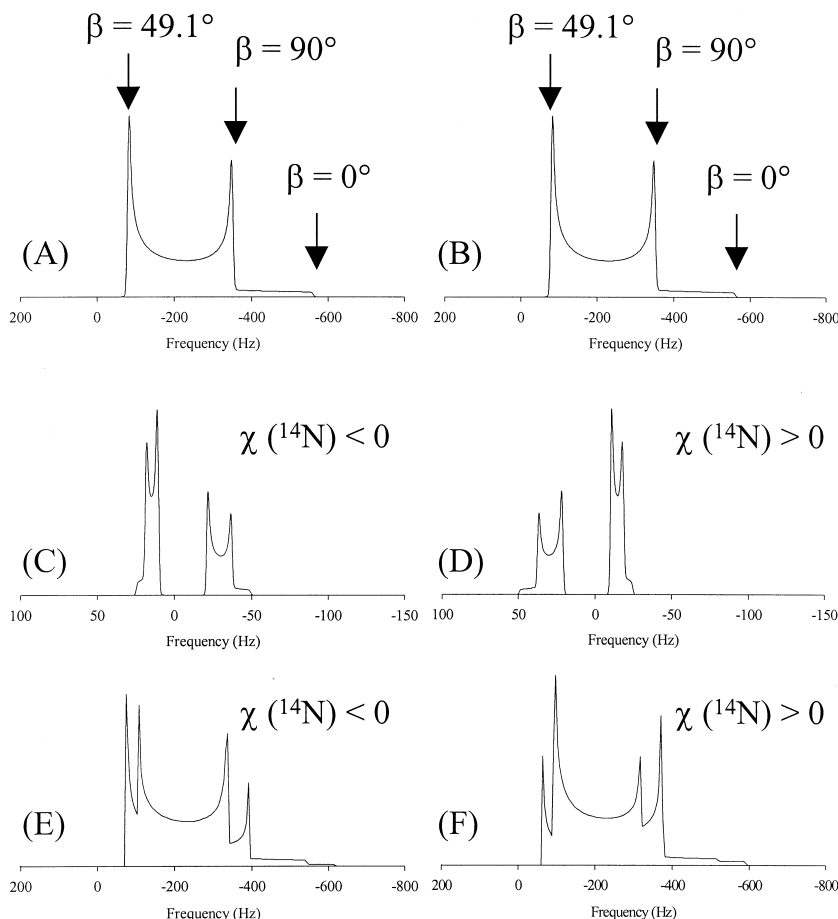 β = 49.1°
β = 90°
β = 0°
(A)
200 0 -200 -400 -600 -800
Frequency (Hz)
β = 49.1°
β = 90°
β = 0°
(B)
200 0 -200 -400 -600 -800
Frequency (Hz)
χ (¹⁴N) < 0
(C)
100 50 0 -50 -100 -150
Frequency (Hz)
χ (¹⁴N) > 0
(D)
100 50 0 -50 -100 -150
Frequency (Hz)
χ (¹⁴N) < 0
(E)
200 0 -200 -400 -600 -800
Frequency (Hz)
χ (¹⁴N) > 0
(F)
200 0 -200 -400 -600 -800
Frequency (Hz)